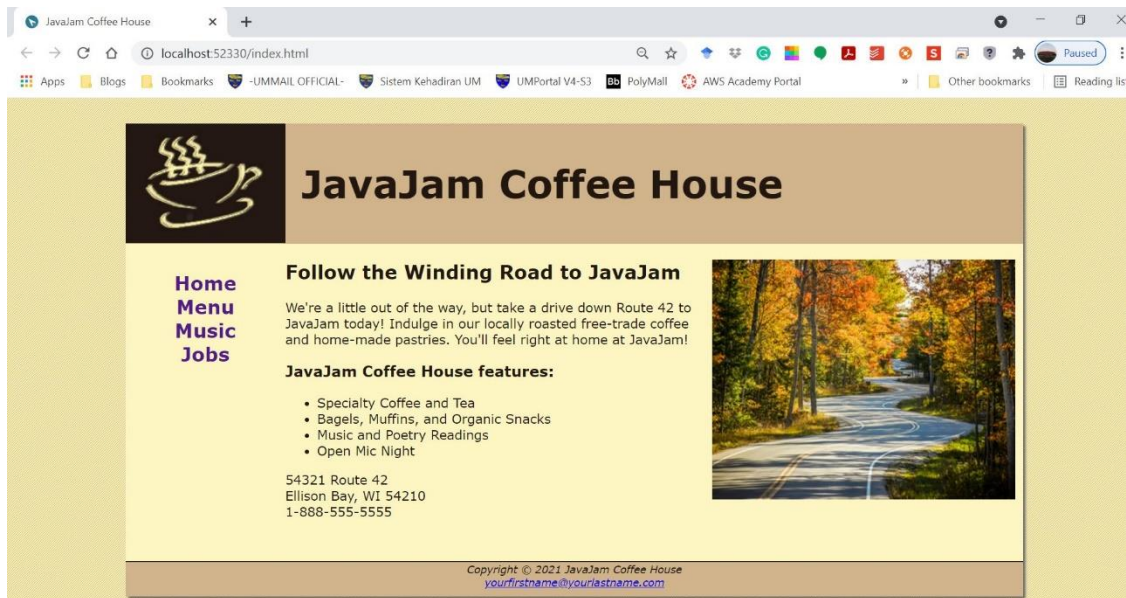 JavaJam Coffee House
localhost:52330/index.html
Paused
Apps Blogs Bookmarks -UMMAIL OFFICIAL- Sistem Kehadiran UM UMPortal V4-S3 Bb PolyMall AWS Academy Portal » Other bookmarks Reading lis
JavaJam Coffee House
Home
Menu
Music
Jobs
Follow the Winding Road to JavaJam
We're a little out of the way, but take a drive down Route 42 to
JavaJam today! Indulge in our locally roasted free-trade coffee
and home-made pastries. You'll feel right at home at JavaJam!
JavaJam Coffee House features:
• Specialty Coffee and Tea
• Bagels, Muffins, and Organic Snacks
• Music and Poetry Readings
• Open Mic Night
54321 Route 42
Ellison Bay, WI 54210
1-888-555-5555
Copyright © 2021 JavaJam Coffee House
yourfirstname@yourlastname.com